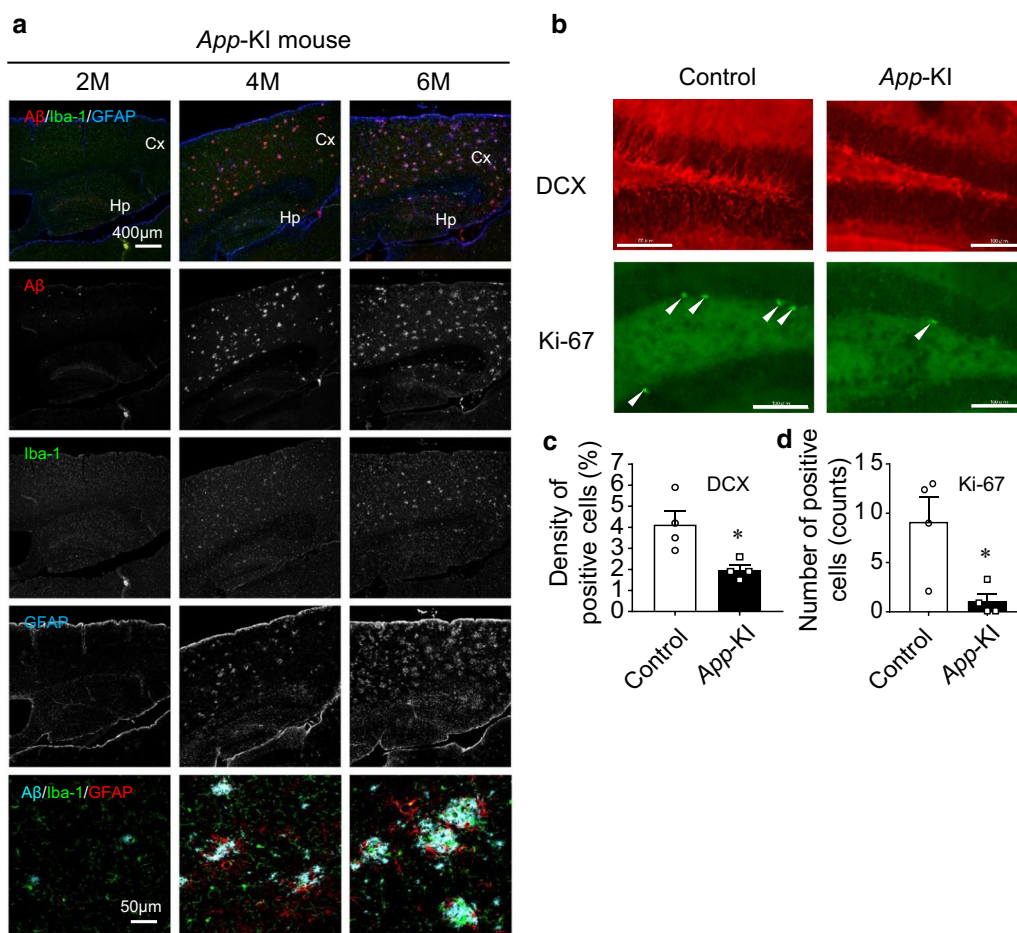 a
App-KI mouse
2M 4M 6M
Aβ/Iba-1/GFAP
Cx Cx Cx
Hp Hp Hp
400μm
Aβ
Iba-1
GFAP
Aβ/Iba-1/GFAP
50μm
b
Control App-KI
DCX
100μm
Ki-67
100μm 100μm
c
Density of
positive cells (%)
7
6
5
4
3
2
1
0
DCX
*
Control App-KI
d
Number of positive
cells (counts)
15
10
5
0
Ki-67
*
Control App-KI